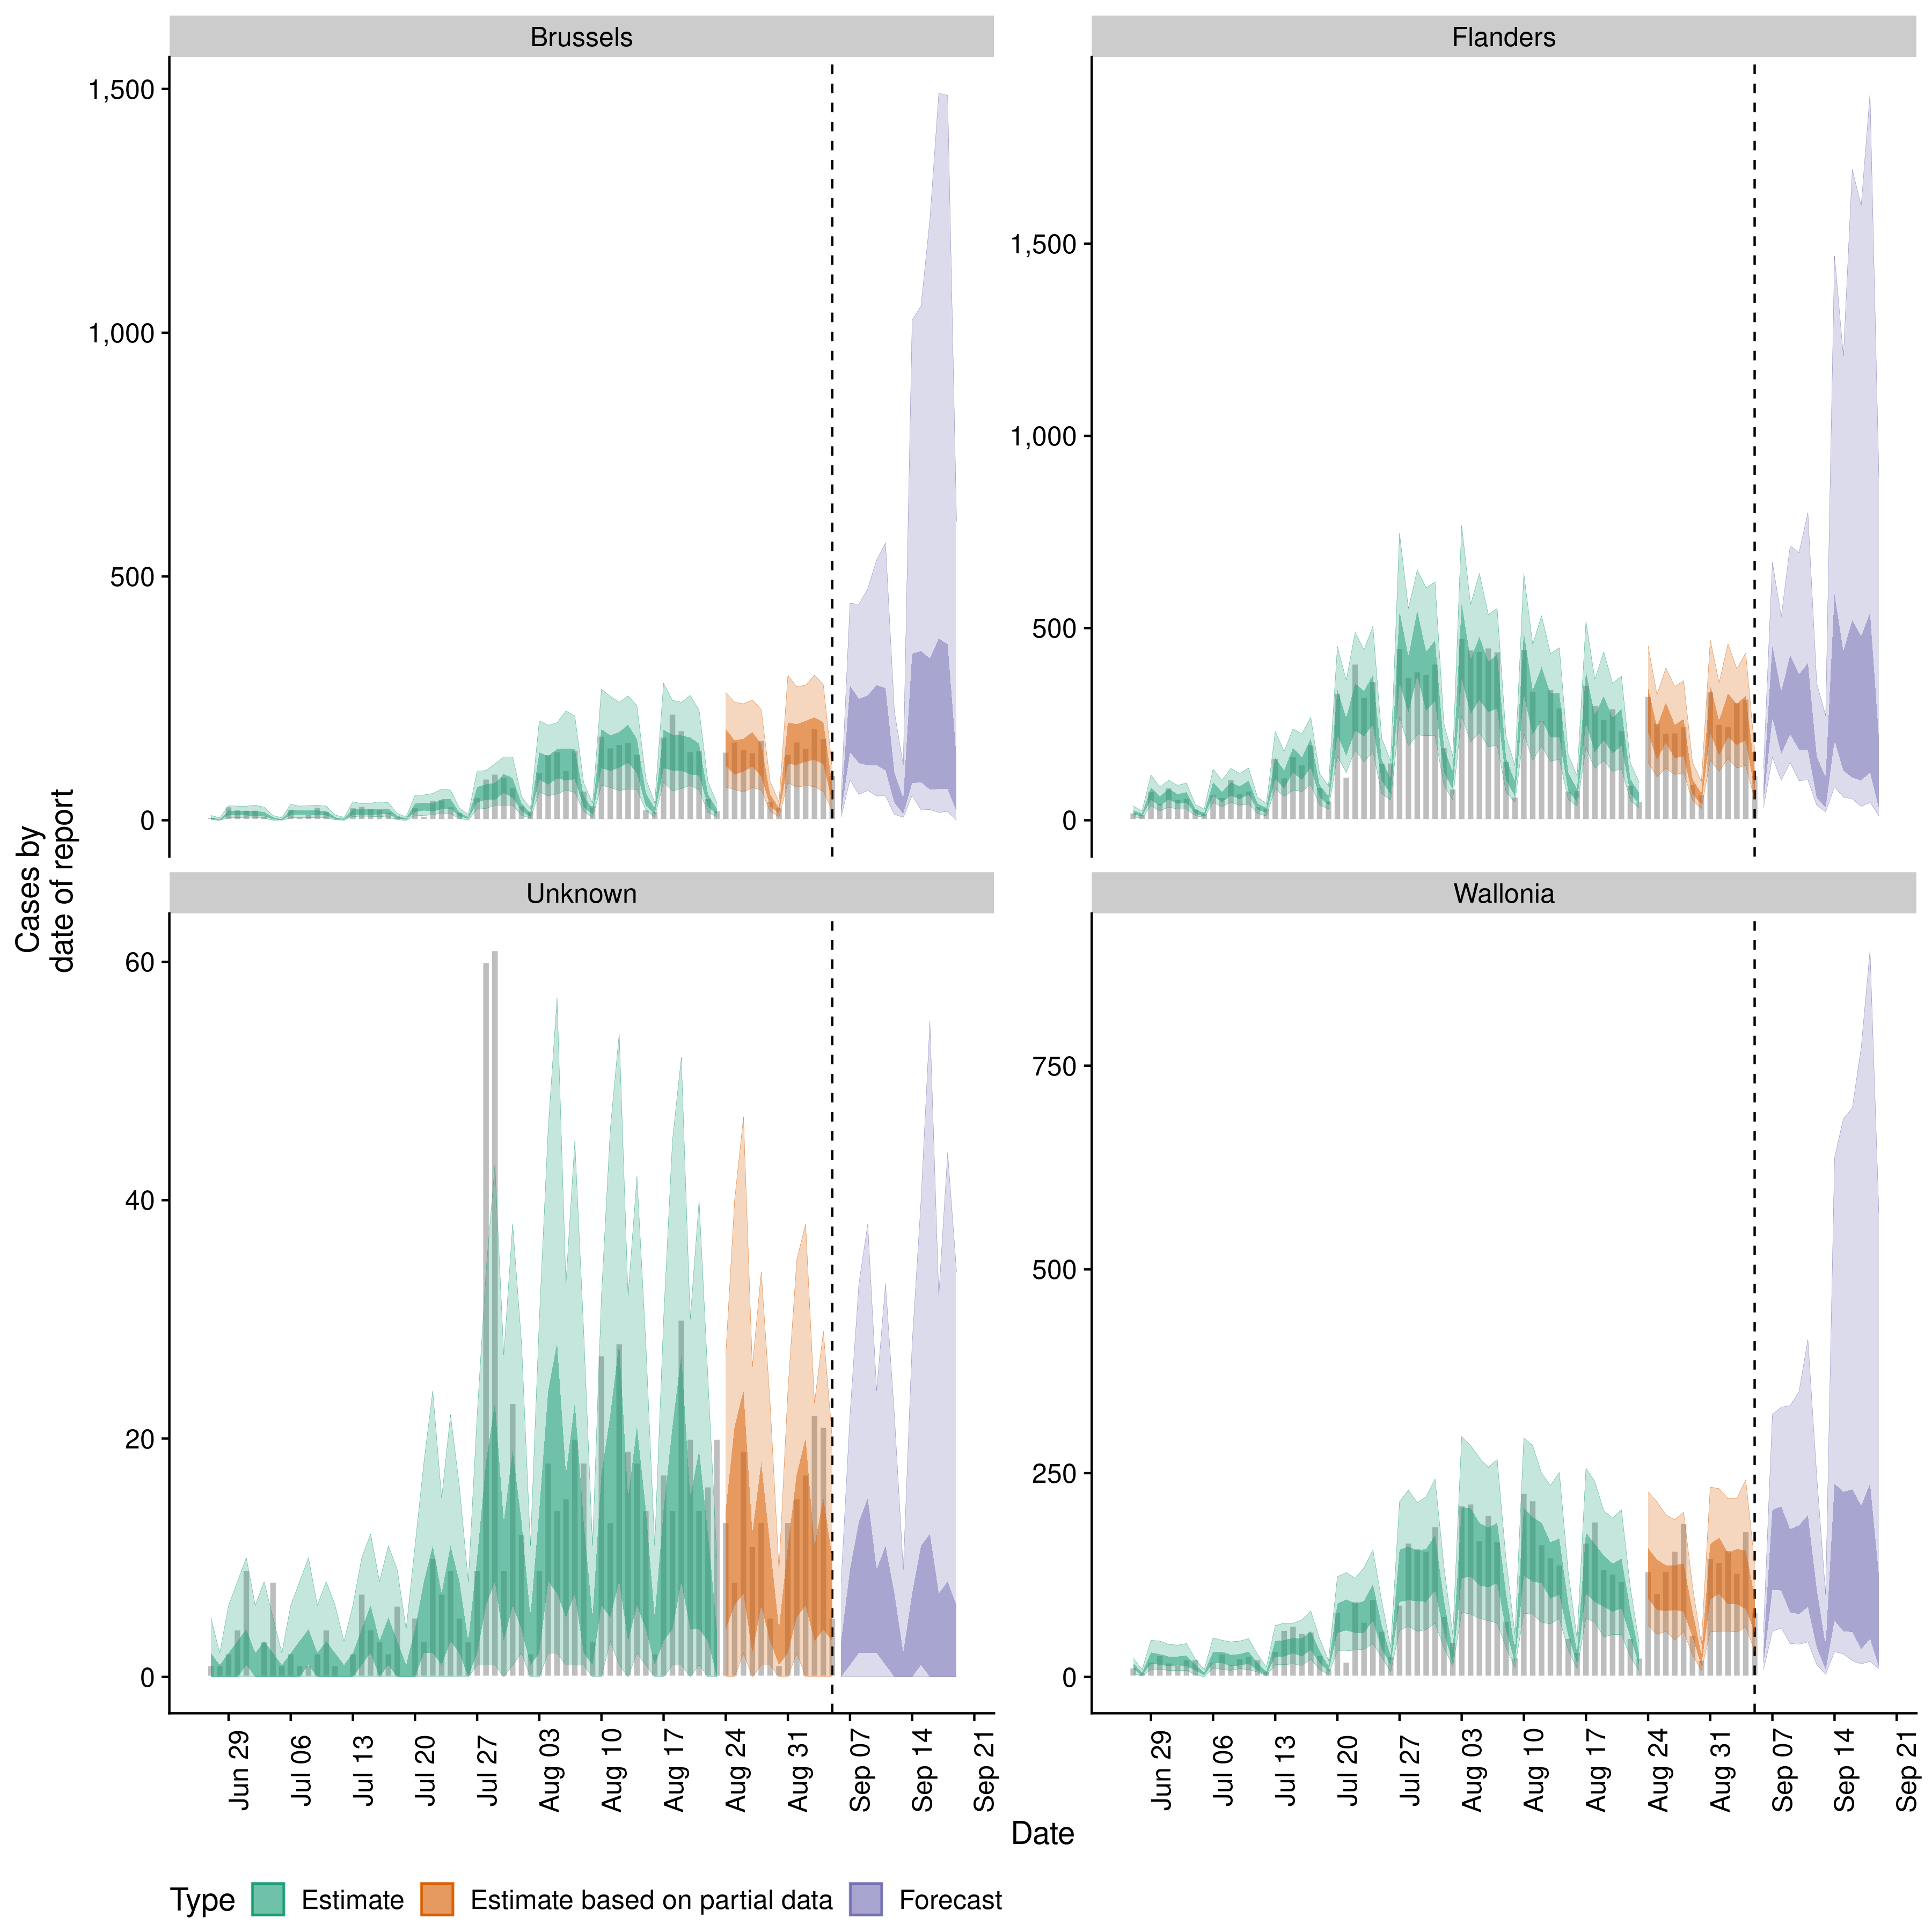 Brussels
Flanders
1,500
1,000
500
0
1,500
1,000
500
0
Cases by
date of report
Unknown
Wallonia
60
40
20
0
750
500
250
0
Jun 29
Jul 06
Jul 13
Jul 20
Jul 27
Aug 03
Aug 10
Aug 17
Aug 24
Aug 31
Sep 07
Sep 14
Sep 21
Jun 29
Jul 06
Jul 13
Jul 20
Jul 27
Aug 03
Aug 10
Aug 17
Aug 24
Aug 31
Sep 07
Sep 14
Sep 21
Date
Type
Estimate
Estimate based on partial data
Forecast